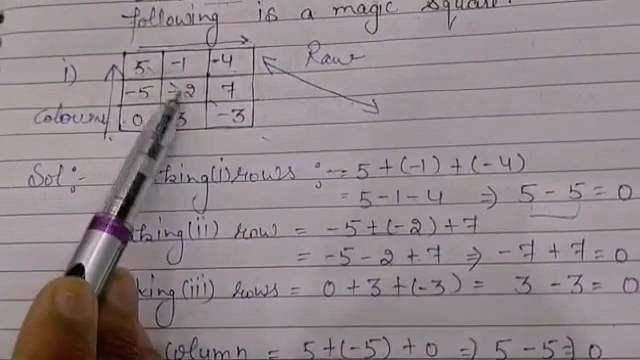 following is a magic square.
i) 5 -1 -4 Raw
-5 -2 7
Coloumn 0 3 -3
Sol:- king(i) rows :- = 5+(-1)+(-4)
= 5-1-4 ⇒ 5-5=0
king(ii) row = -5+(-2)+7
= -5-2+7 ⇒ -7+7=0
king(iii) rows = 0+3+(-3) = 3-3=0
column = 5+(-5)+0 ⇒ 5-5⇒0